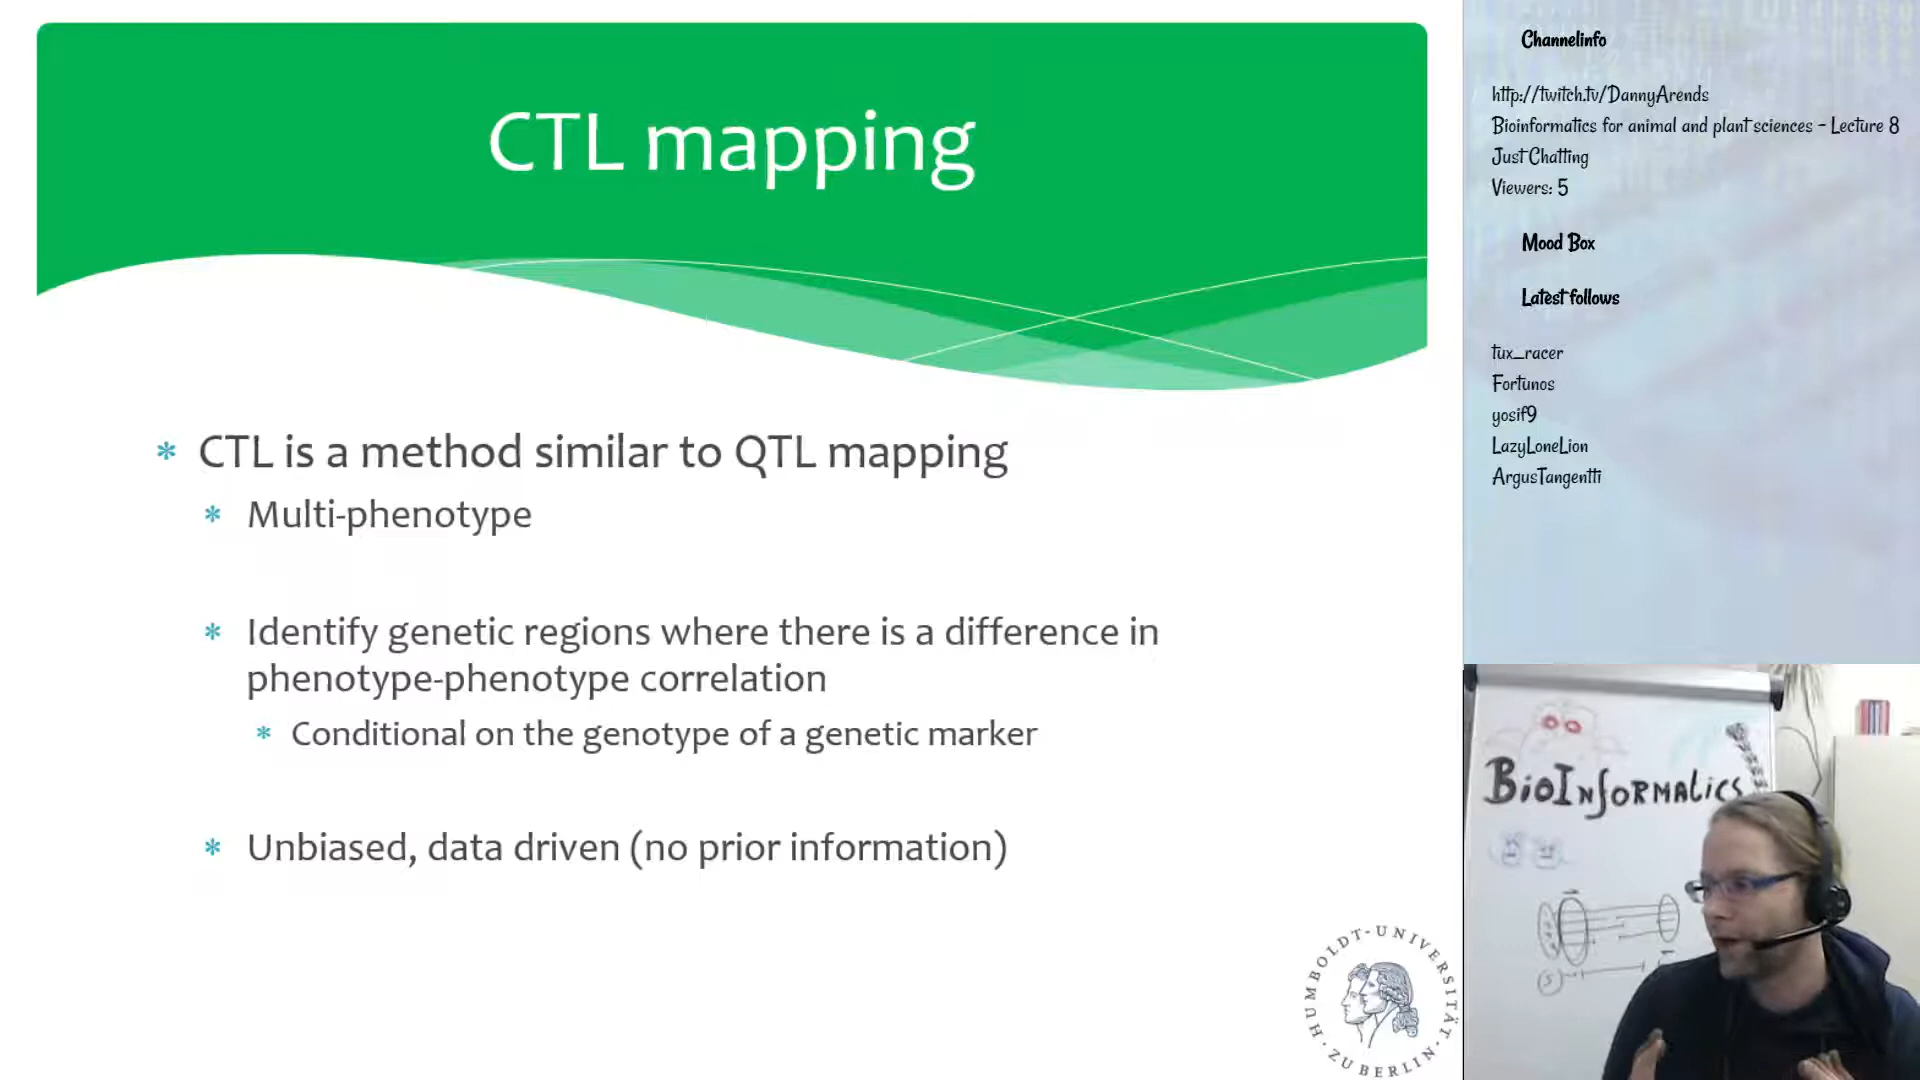 CTL mapping
* CTL is a method similar to QTL mapping
* Multi-phenotype
* Identify genetic regions where there is a difference in
phenotype-phenotype correlation
* Conditional on the genotype of a genetic marker
* Unbiased, data driven (no prior information)
HUMBOLDT-UNIVERSITÄT
ZU BERLIN
Channelinfo
http://twitch.tv/DannyArends
Bioinformatics for animal and plant sciences - Lecture 8
Just Chatting
Viewers: 5
Mood Box
Latest follows
tux_racer
Fortunos
yosif9
LazyLoneLion
ArgusTangentti
BioInformatics